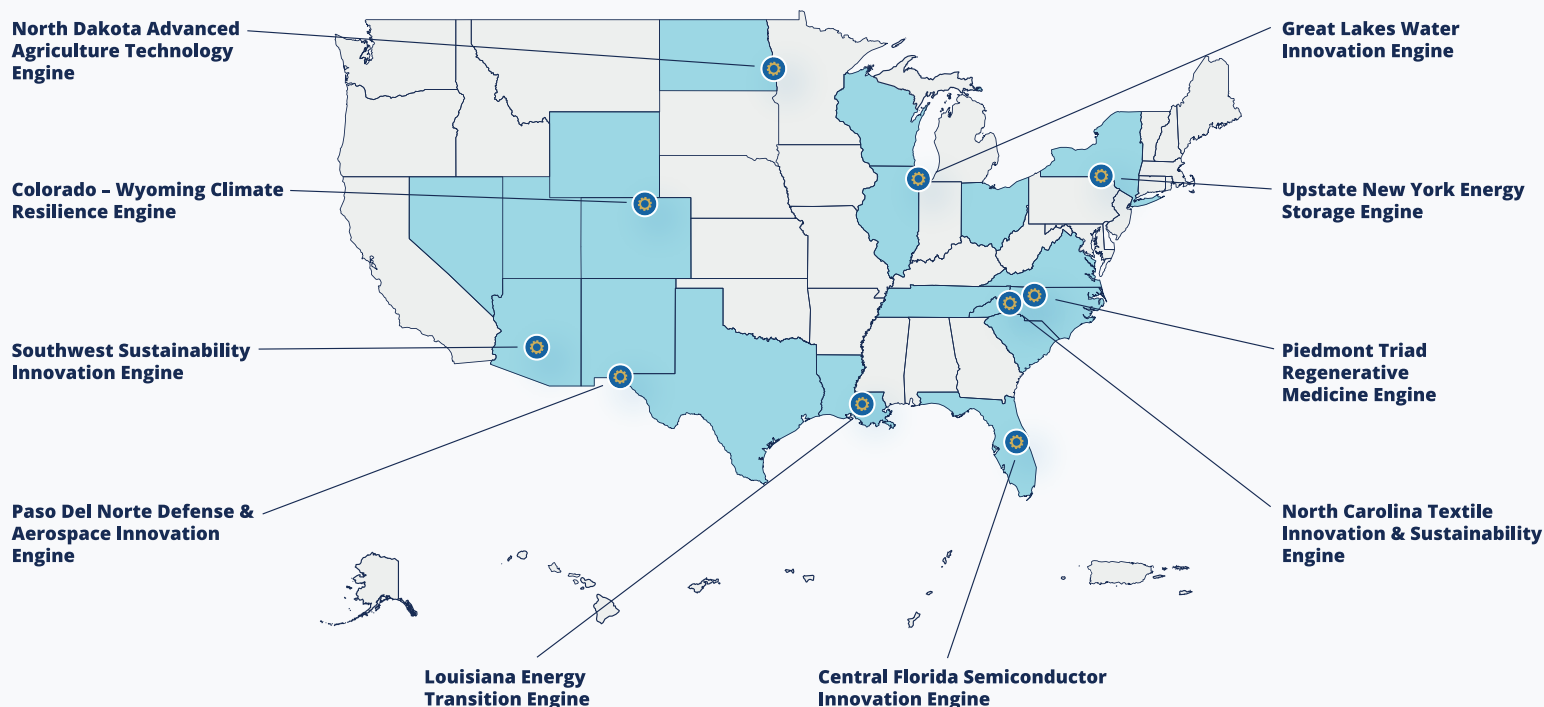 North Dakota Advanced
Agriculture Technology
Engine
Great Lakes Water
Innovation Engine
Colorado – Wyoming Climate
Resilience Engine
Upstate New York Energy
Storage Engine
Southwest Sustainability
Innovation Engine
Piedmont Triad
Regenerative
Medicine Engine
Paso Del Norte Defense &
Aerospace Innovation
Engine
North Carolina Textile
Innovation & Sustainability
Engine
Louisiana Energy
Transition Engine
Central Florida Semiconductor
Innovation Engine